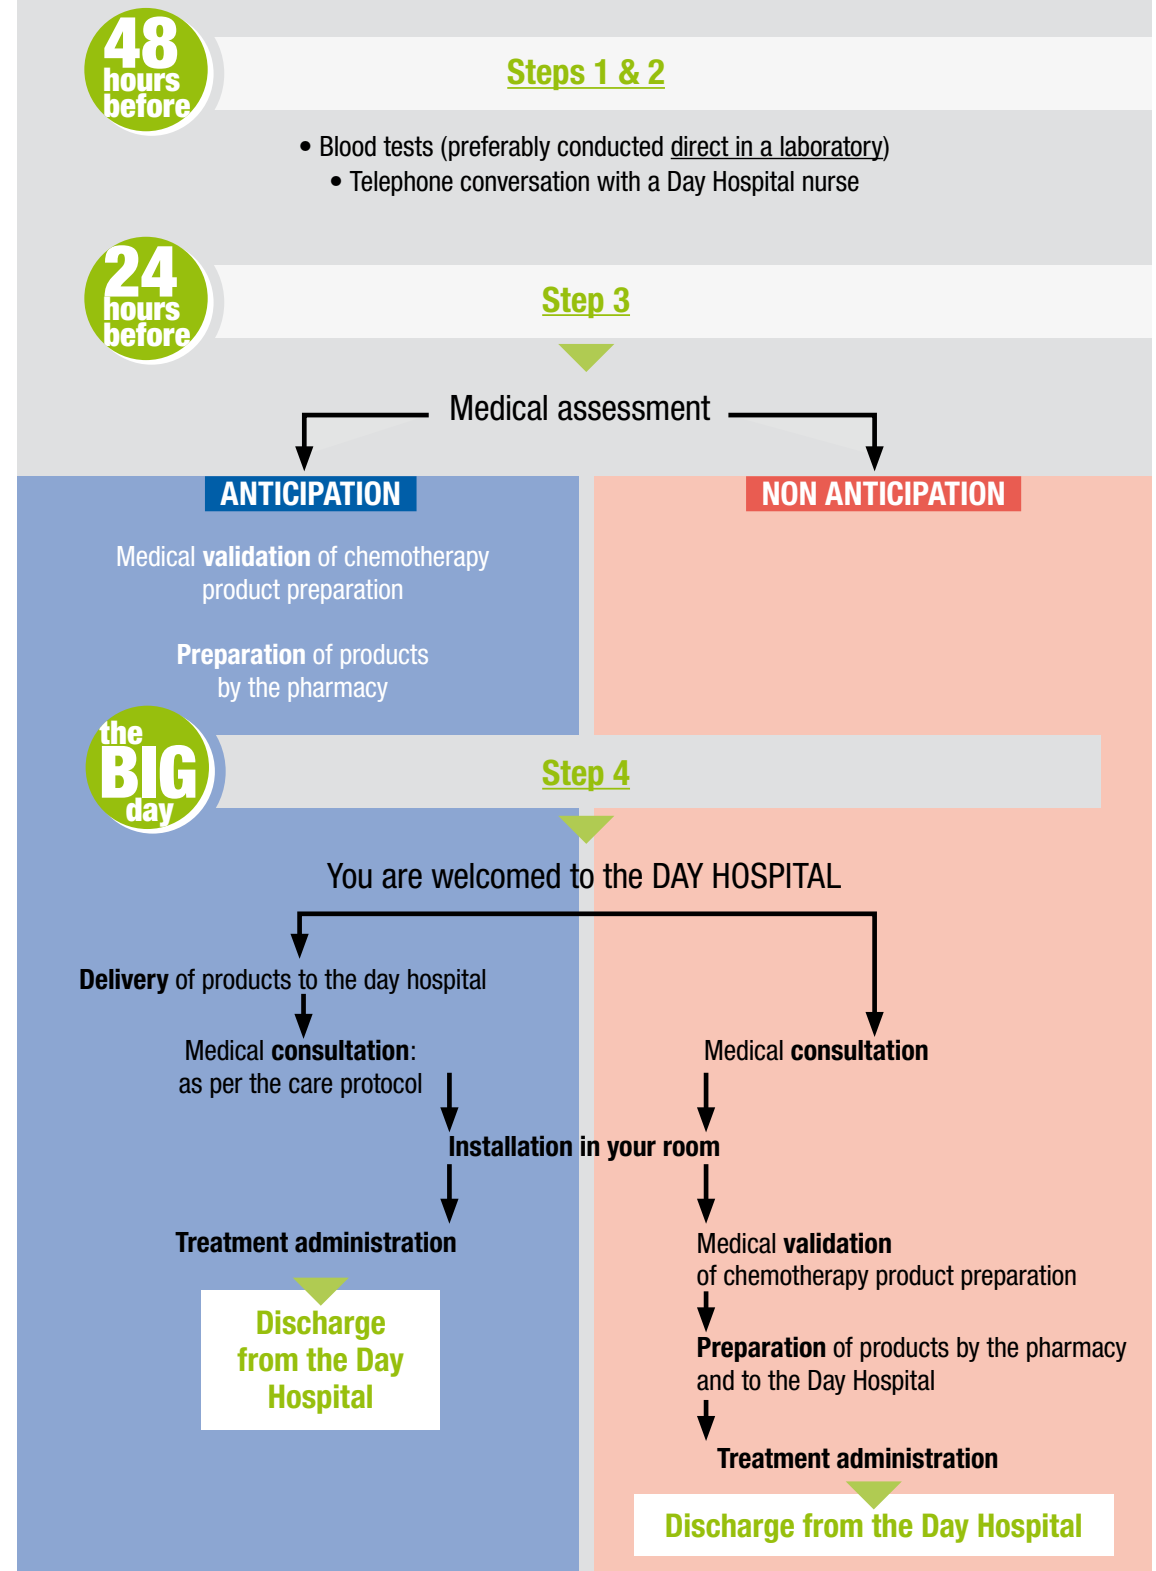 48
hours
before
Steps 1 & 2
• Blood tests (preferably conducted direct in a laboratory)
• Telephone conversation with a Day Hospital nurse
24
hours
before
Step 3
Medical assessment
ANTICIPATION
NON ANTICIPATION
Medical validation of chemotherapy
product preparation
Preparation of products
by the pharmacy
the
BIG
day
Step 4
You are welcomed to the DAY HOSPITAL
Delivery of products to the day hospital
Medical consultation:
as per the care protocol
Medical consultation
Installation in your room
Treatment administration
Discharge
from the Day
Hospital
Medical validation
of chemotherapy product preparation
Preparation of products by the pharmacy
and to the Day Hospital
Treatment administration
Discharge from the Day Hospital